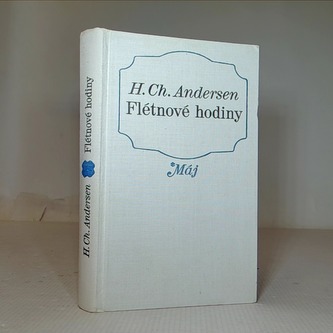 H. Ch. Andersen
Flétnové hodiny
Máj
H. Ch. Andersen Flétnové hodiny